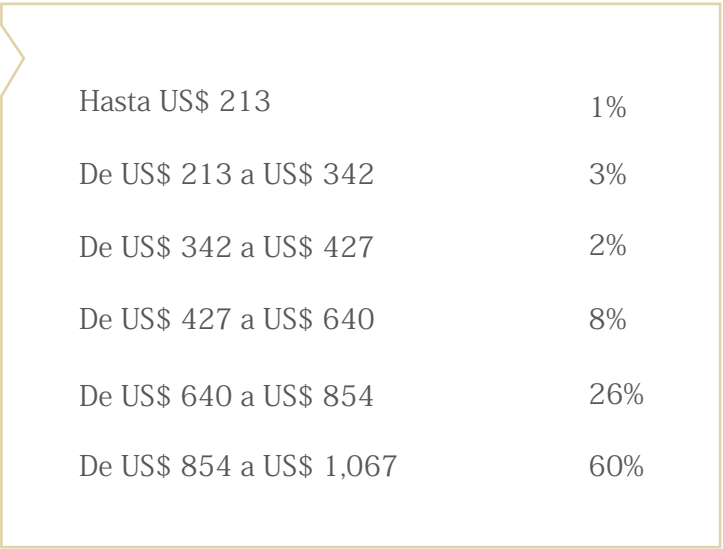 Hasta US$ 213 1%
De US$ 213 a US$ 342 3%
De US$ 342 a US$ 427 2%
De US$ 427 a US$ 640 8%
De US$ 640 a US$ 854 26%
De US$ 854 a US$ 1,067 60%